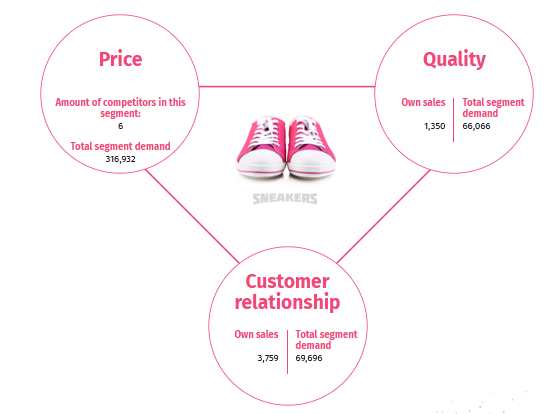 Price
Amount of competitors in this
segment:
6
Total segment demand
316,932
Quality
Own sales
1,350
Total segment
demand
66,066
SNEAKERS
Customer
relationship
Own sales
3,759
Total segment
demand
69,696